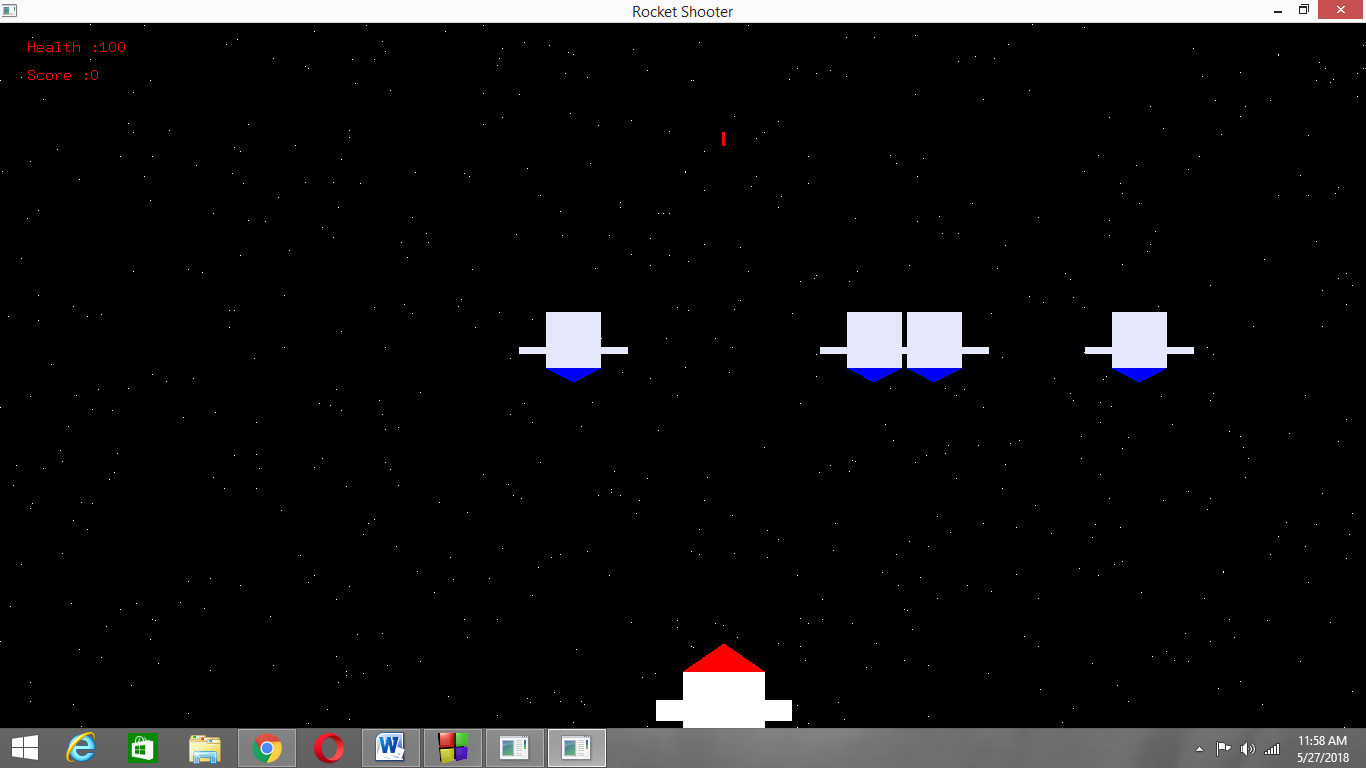 Rocket Shooter
Health :100
Score :0
11:58 AM
5/27/2018